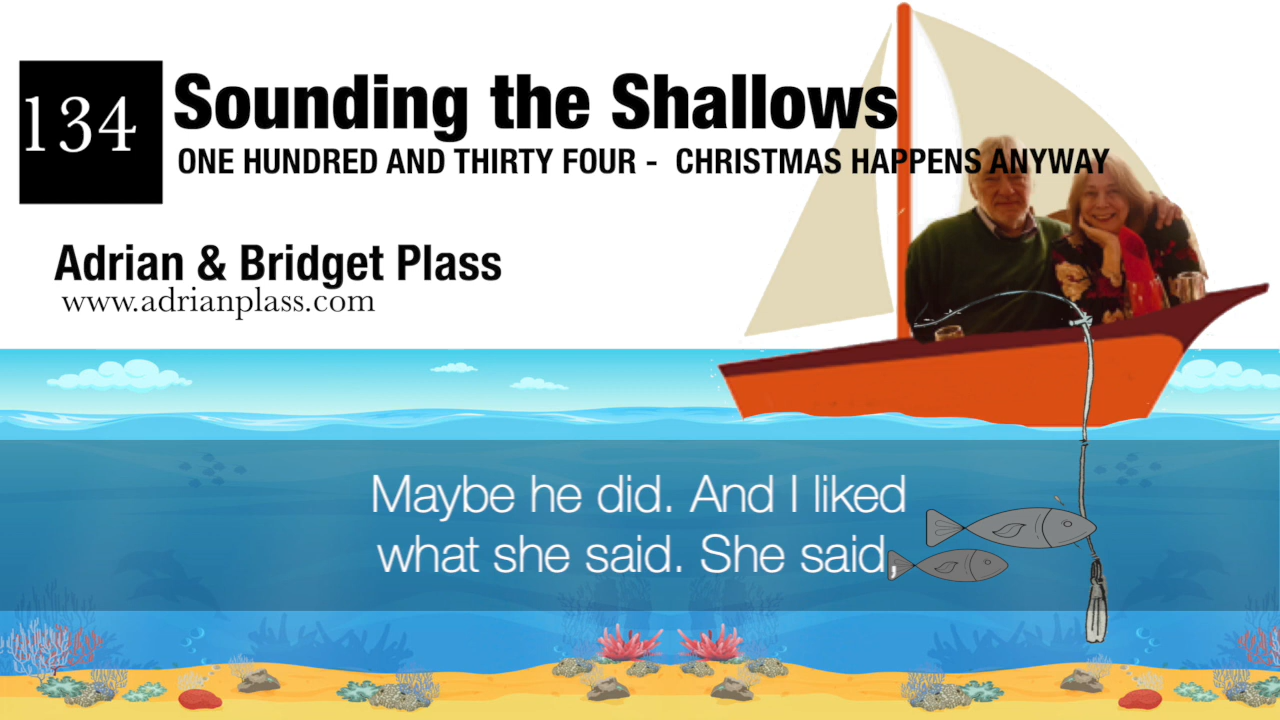 134
Sounding the Shallows
ONE HUNDRED AND THIRTY FOUR - CHRISTMAS HAPPENS ANYWAY
Adrian & Bridget Plass
www.adrianplass.com
Maybe he did. And I liked
what she said. She said,